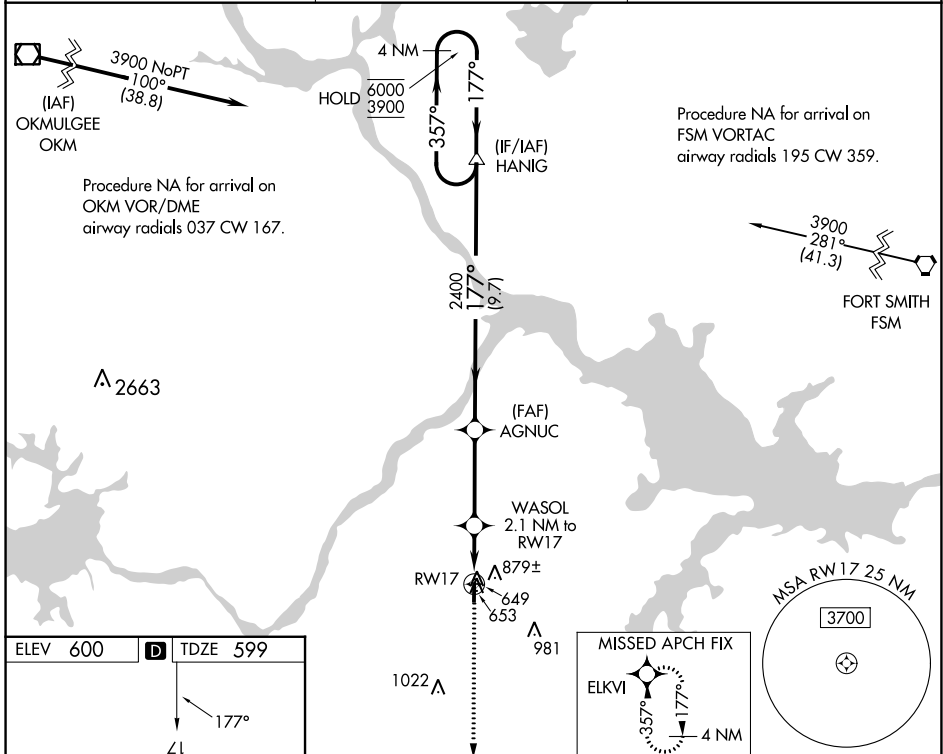 3900 NoPT
100°
(38.8)
(IAF)
OKMULGEE
OKM
4 NM
HOLD
6000
3900
357°
177°
(IF/IAF)
HANIG
Procedure NA for arrival on
FSM VORTAC
airway radials 195 CW 359.
Procedure NA for arrival on
OKM VOR/DME
airway radials 037 CW 167.
3900
281°
(41.3)
FORT SMITH
FSM
2400
177°
(9.7)
2663
(FAF)
AGNUC
WASOL
2.1 NM to
RW17
RW17
879±
649
653
981
1022
MSA RW17 25 NM
3700
MISSED APCH FIX
ELKVI
357°
177°
4 NM
ELEV 600
D
TDZE 599
177°
17